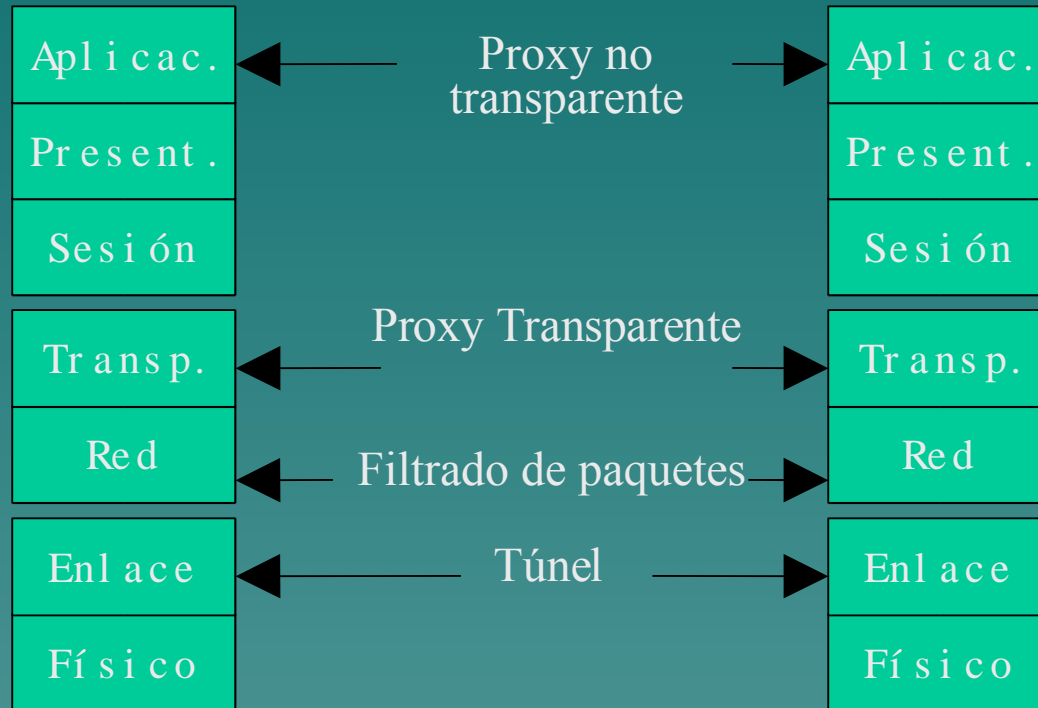 Aplicac.
Proxy no
transparente
Aplicac.
Present.
Present.
Sesión
Sesión
Proxy Transparente
Transp.
Transp.
Red
Filtrado de paquetes
Red
Enlace
Túnel
Enlace
Físico
Físico